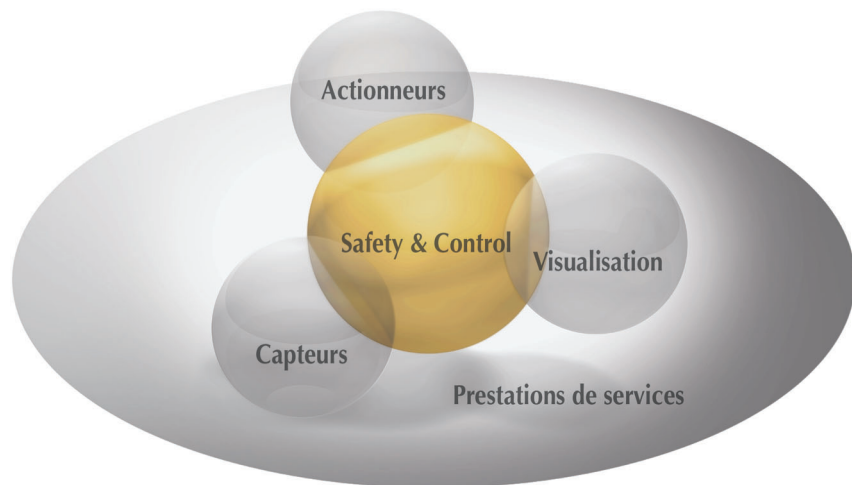 Actionneurs
Safety & Control
Visualisation
Capteurs
Prestations de services